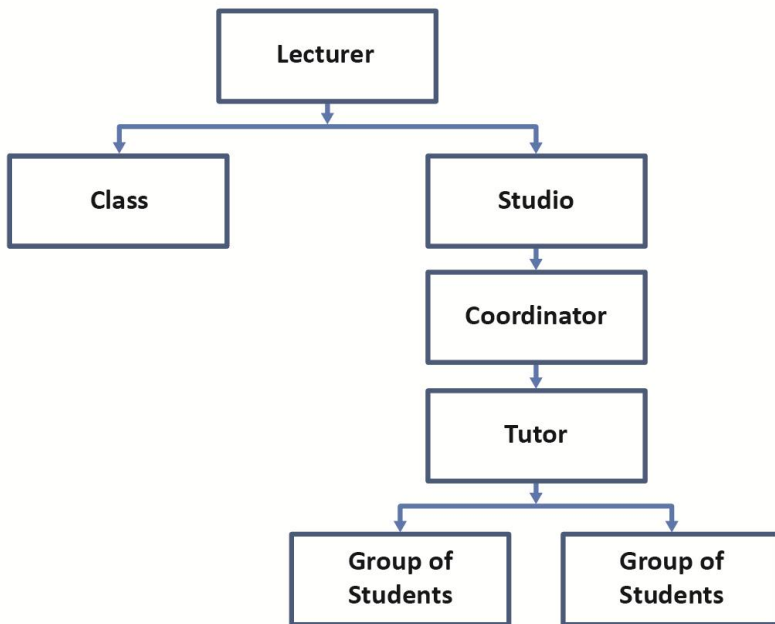 Lecturer
Class
Studio
Coordinator
Tutor
Group of
Students
Group of
Students